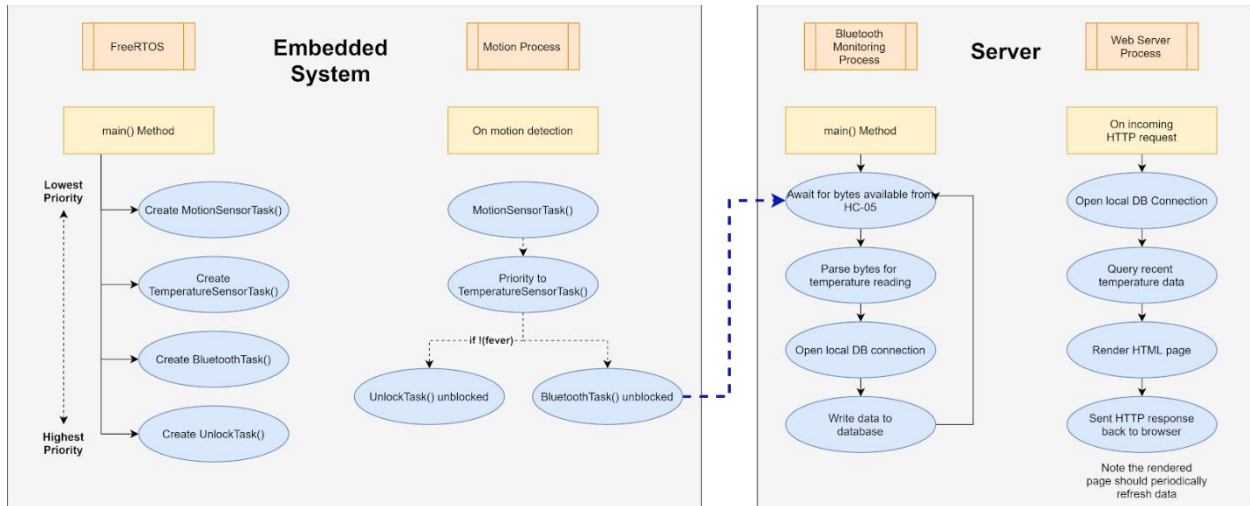 FreeRTOS
Embedded
System
Motion Process
main() Method
On motion detection
Lowest
Priority
Create MotionSensorTask()
Create
TemperatureSensorTask()
Create BluetoothTask()
Highest
Priority
Create UnlockTask()
MotionSensorTask()
Priority to
TemperatureSensorTask()
if !(fever)
UnlockTask() unblocked
BluetoothTask() unblocked
Bluetooth
Monitoring
Process
Server
Web Server
Process
main() Method
On incoming
HTTP request
Await for bytes available from
HC-05
Parse bytes for
temperature reading
Open local DB connection
Write data to
database
Open local DB Connection
Query recent
temperature data
Render HTML page
Sent HTTP response
back to browser
Note the rendered
page should periodically
refresh data